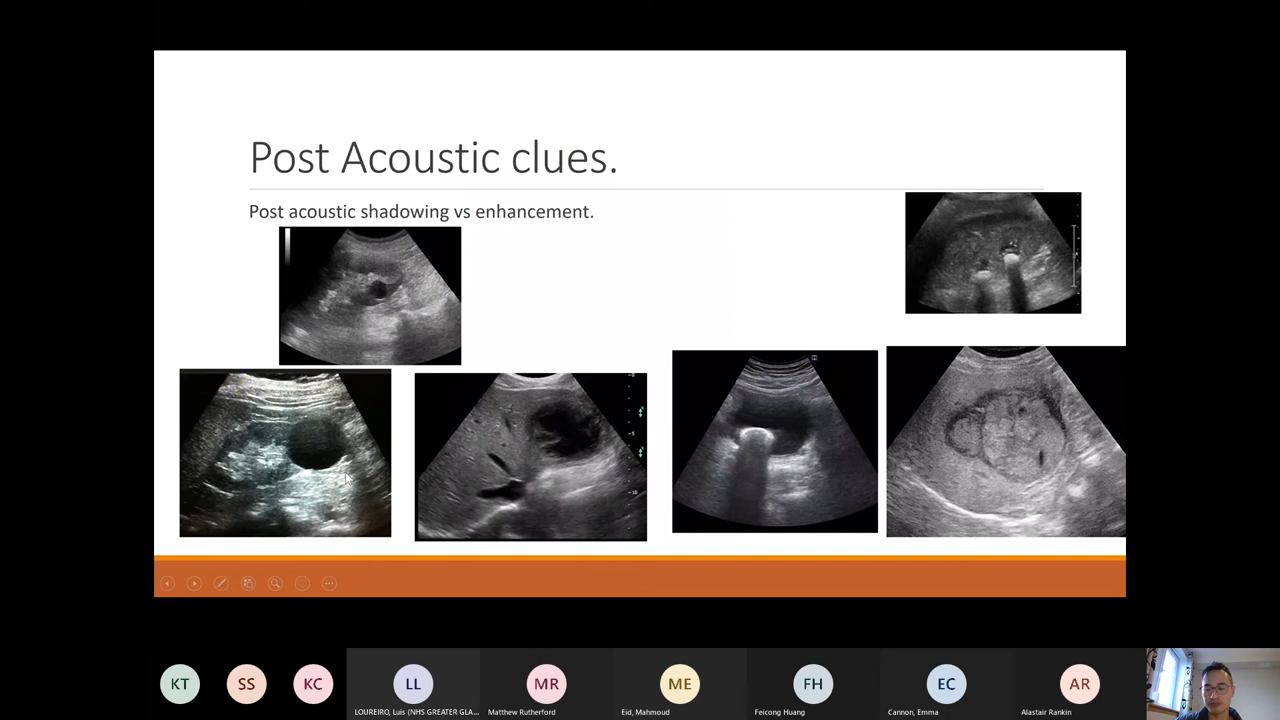 Post Acoustic clues.
Post acoustic shadowing vs enhancement.
KT
SS
KC
LL
MR
ME
FH
EC
AR
LOUREIRO, Luis (NHS GREATER GLA...
Matthew Rutherford
Eid, Mahmoud
Feicong Huang
Cannon, Emma
Alastair Rankin